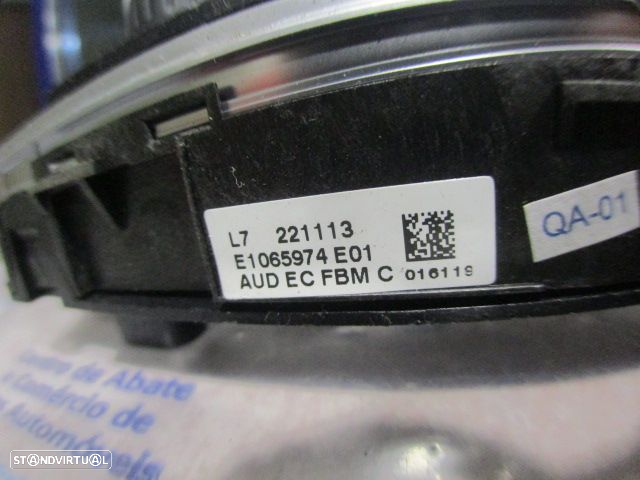 L7 221113
E1065974 E01
AUD EC FBM C 016119
QA-01
Centro de Abate
e Comércio de
Automóveis
STANDVIRTUAL